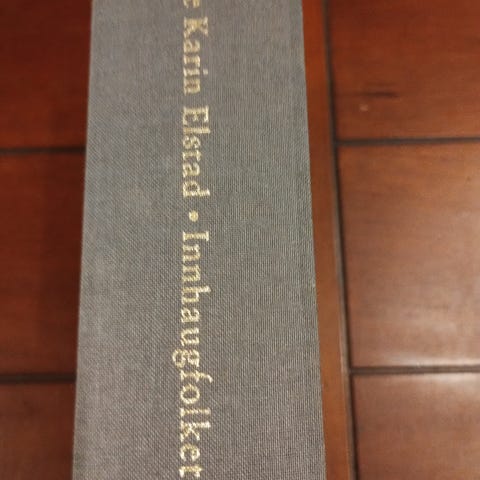 e Karin Elstad • Innhaugfolket